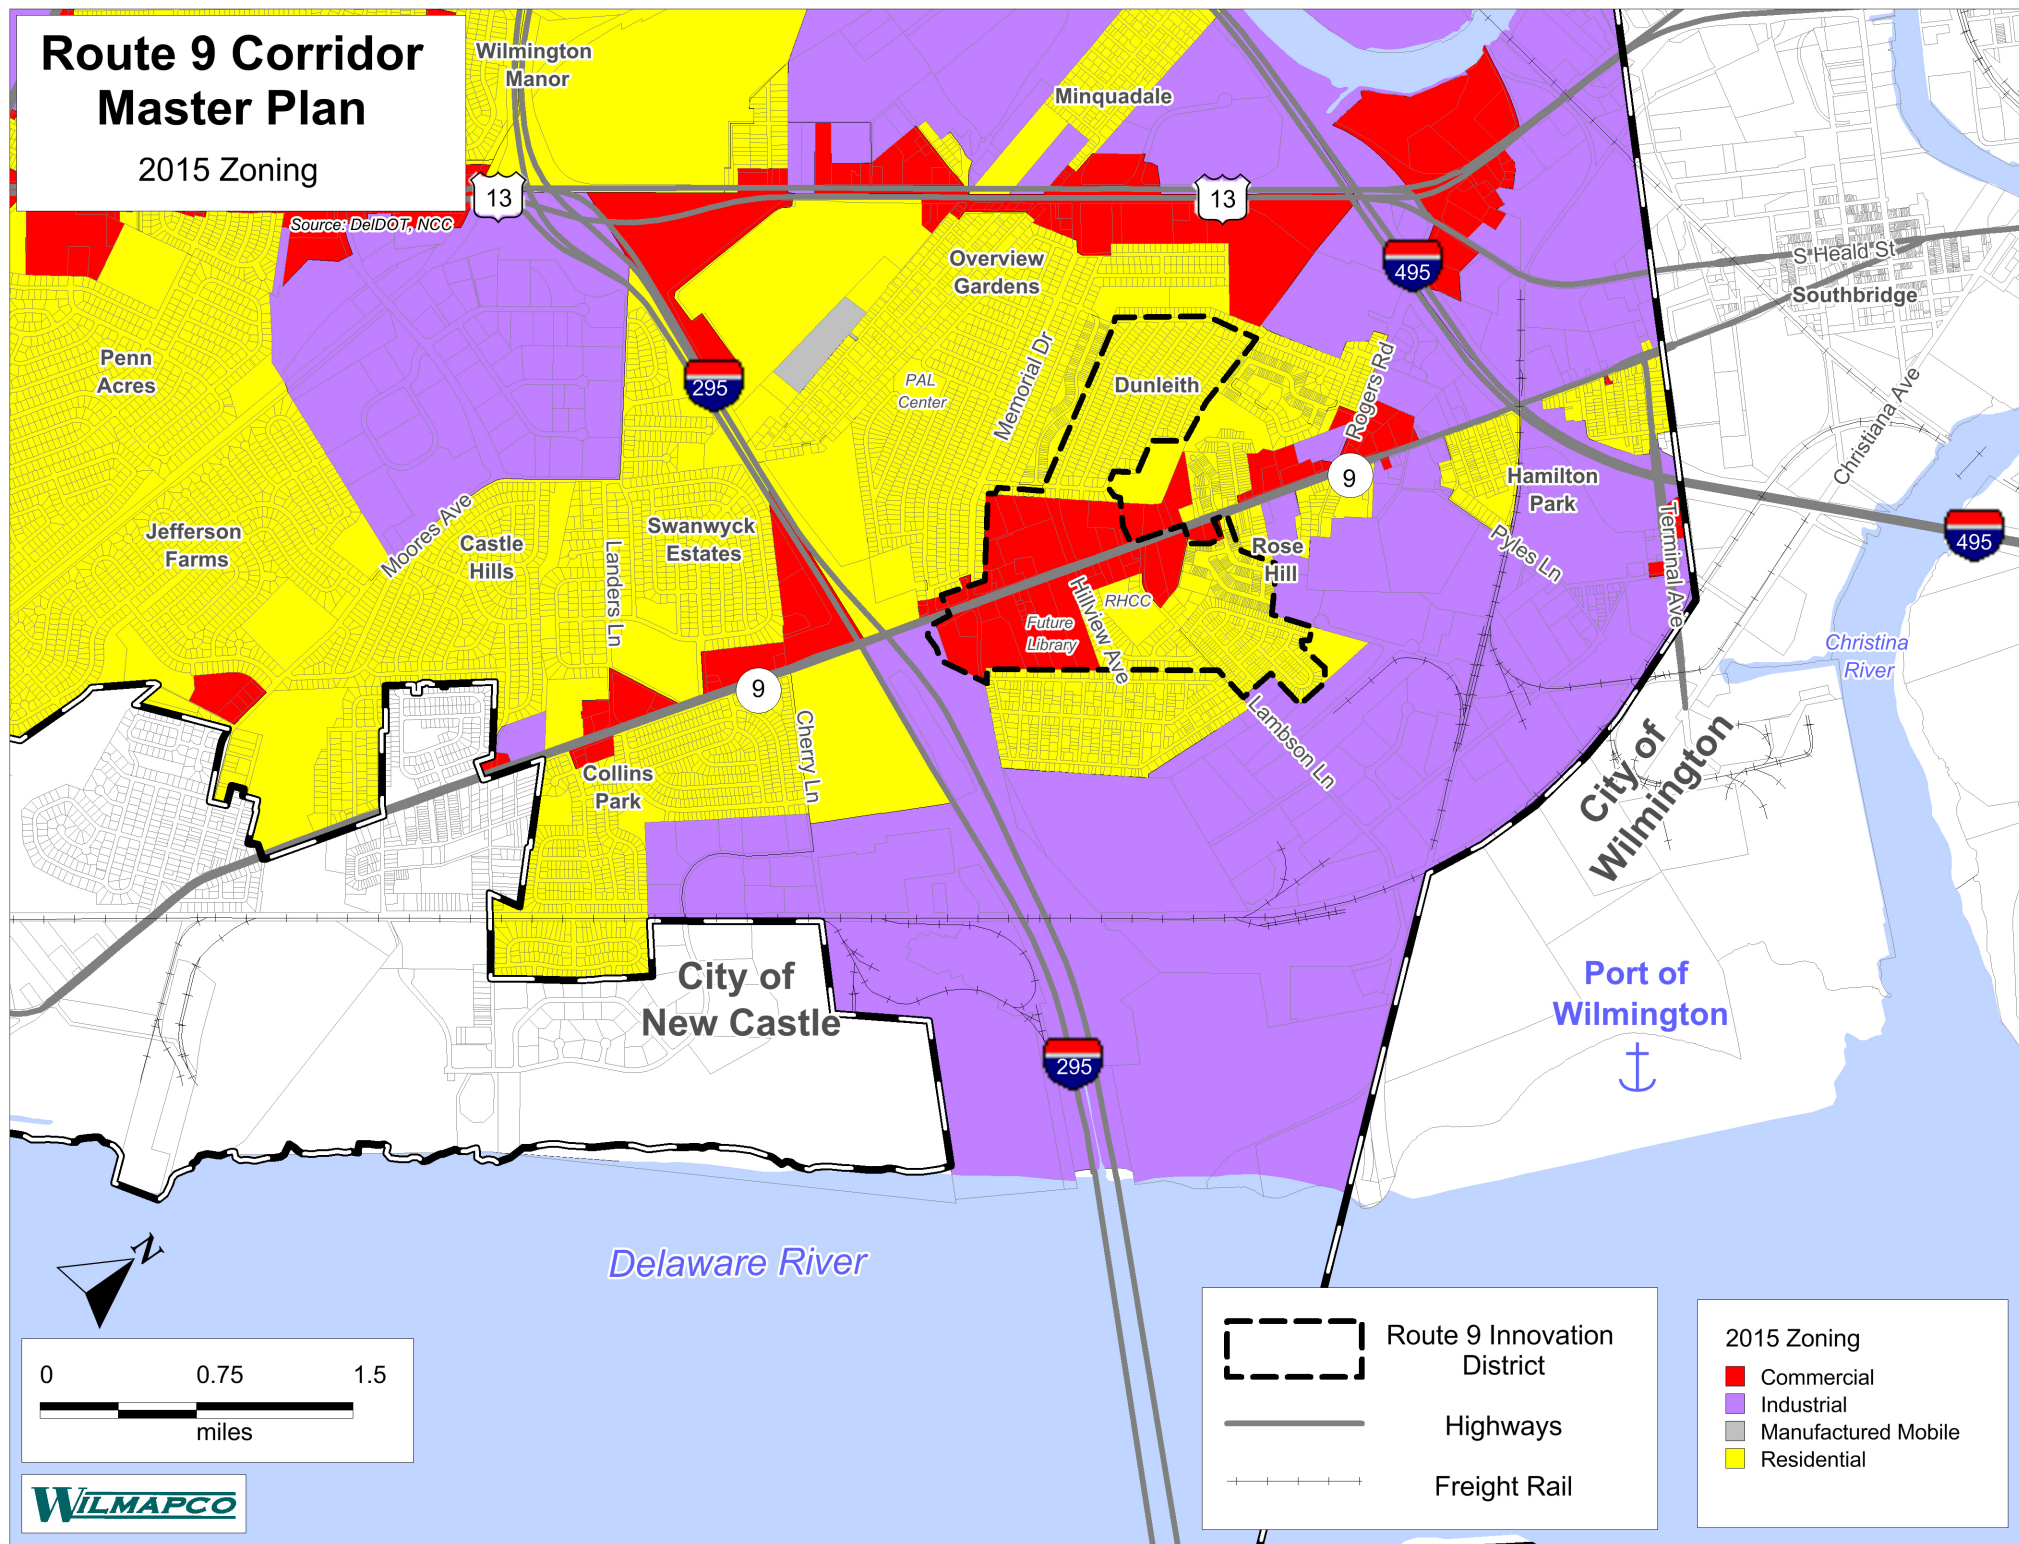 Route 9 Corridor
Master Plan
2015 Zoning
Source: DelDOT, NCC
Wilmington
Manor
Minquadale
13
13
Overview
Gardens
495
S Heald St
Southbridge
Penn
Acres
295
PAL
Center
Memorial Dr
Dunleith
Rogers Rd
Christiana Ave
9
Hamilton
Park
Jefferson
Farms
Moores Ave
Castle
Hills
Landers Ln
Swanwyck
Estates
Rose
Hill
Pyles Ln
Terminal Ave
495
RHCC
Hillview Ave
Future
Library
Christina
River
9
Cherry Ln
Lambson Ln
Collins
Park
City of
Wilmington
City of
New Castle
Port of
Wilmington
295
N
Delaware River
0 0.75 1.5
miles
WILMAPCO
Route 9 Innovation
District
Highways
Freight Rail
2015 Zoning
Commercial
Industrial
Manufactured Mobile
Residential